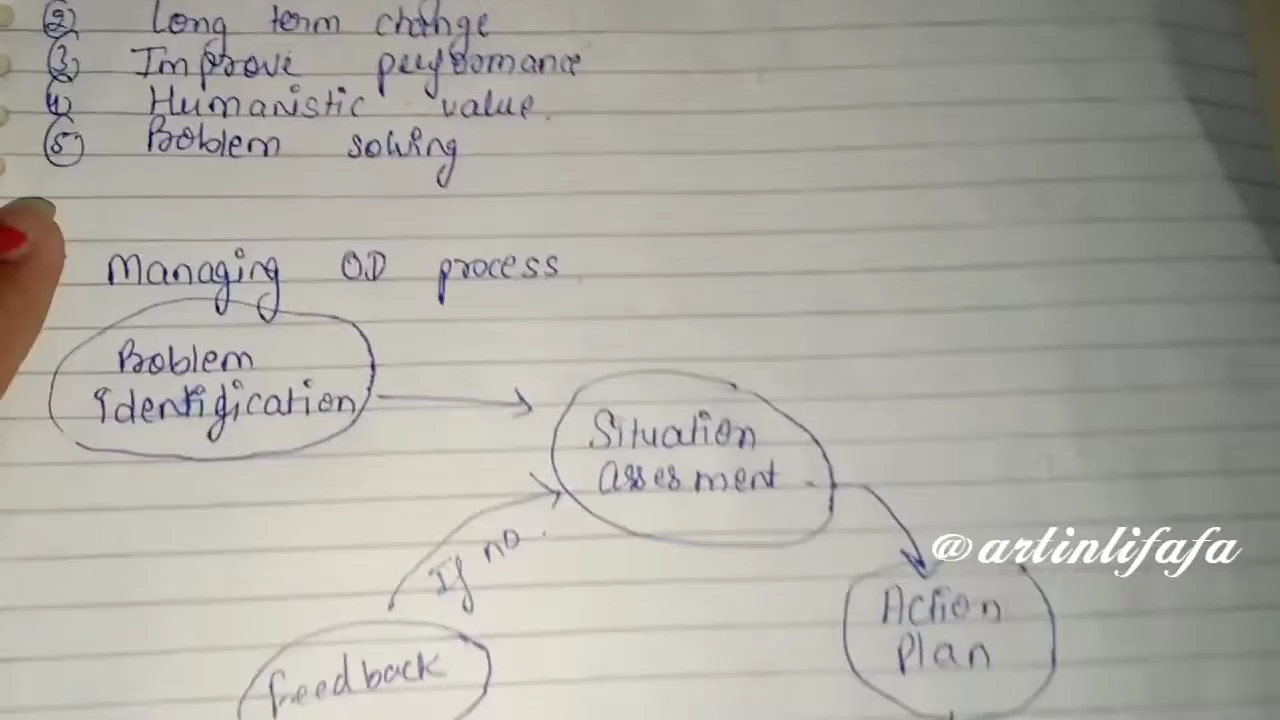 ② Long term change
③ Improve performance
④ Humanistic value.
⑤ Problem solving
Managing O.D process
Problem
identification
Situation
assesment
If no.
@artinlifafa
Action
Plan
Feedback